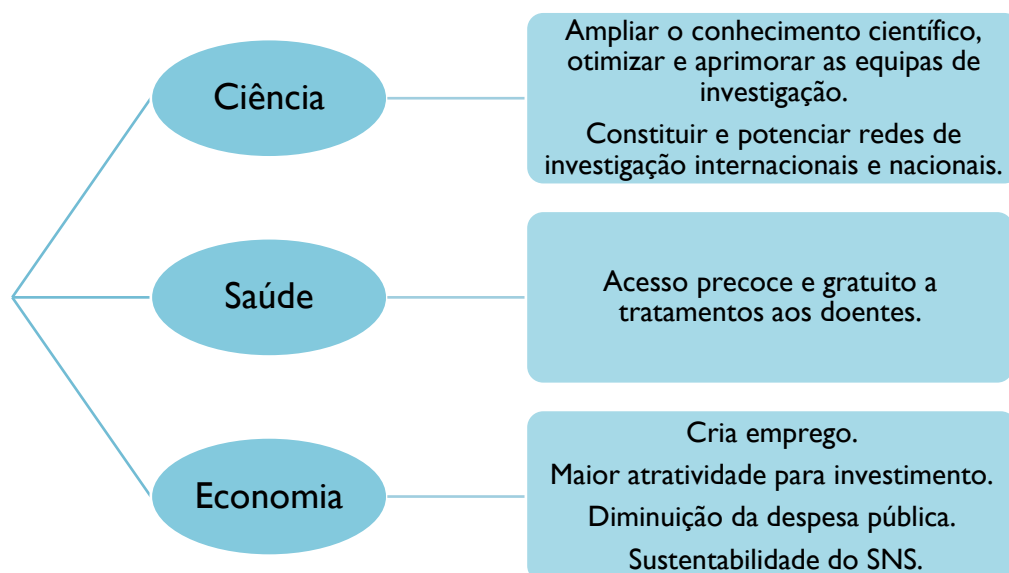 Ciência
Ampliar o conhecimento científico,
otimizar e aprimorar as equipas de
investigação.
Constituir e potenciar redes de
investigação internacionais e nacionais.
Saúde
Acesso precoce e gratuito a
tratamentos aos doentes.
Economia
Cria emprego.
Maior atratividade para investimento.
Diminuição da despesa pública.
Sustentabilidade do SNS.